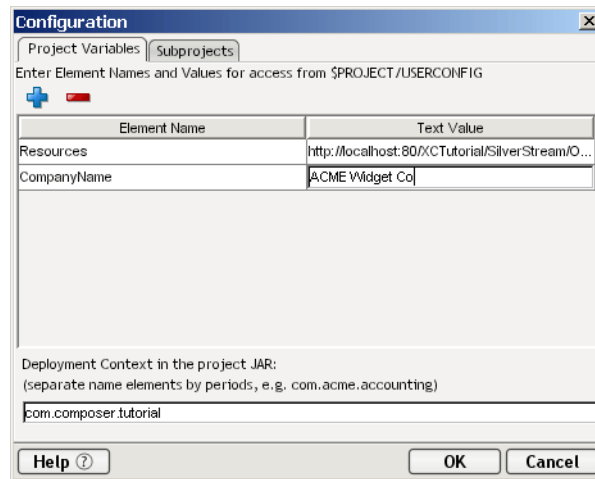 Configuration
Project Variables Subprojects
Enter Element Names and Values for access from $PROJECT/USERCONFIG
Element Name Text Value
Resources http://localhost:80/XCTutorial/SilverStream/O...
CompanyName ACME Widget Co
Deployment Context in the project JAR:
(separate name elements by periods, e.g. com.acme.accounting)
com.composer.tutorial
Help ? OK Cancel